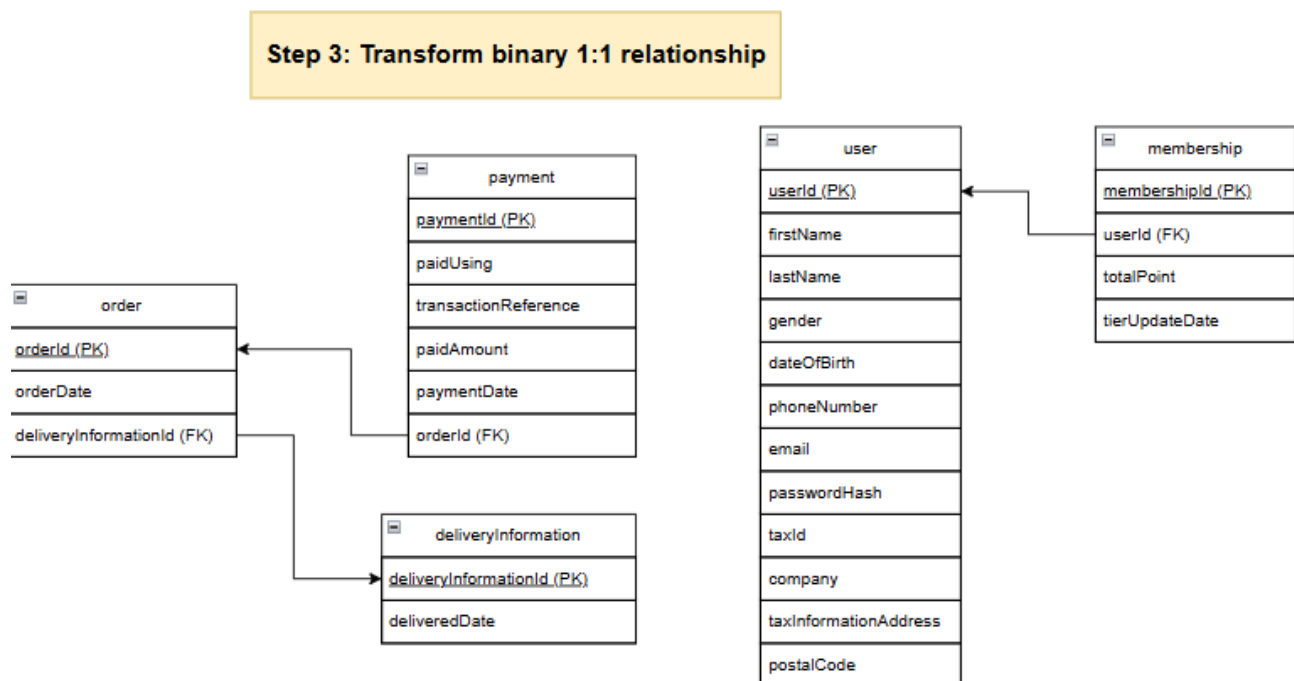 Step 3: Transform binary 1:1 relationship
order
orderId (PK)
orderDate
deliveryInformationId (FK)
payment
paymentId (PK)
paidUsing
transactionReference
paidAmount
paymentDate
orderId (FK)
deliveryInformation
deliveryInformationId (PK)
deliveredDate
user
userId (PK)
firstName
lastName
gender
dateOfBirth
phoneNumber
email
passwordHash
taxId
company
taxInformationAddress
postalCode
membership
membershipId (PK)
userId (FK)
totalPoint
tierUpdateDate